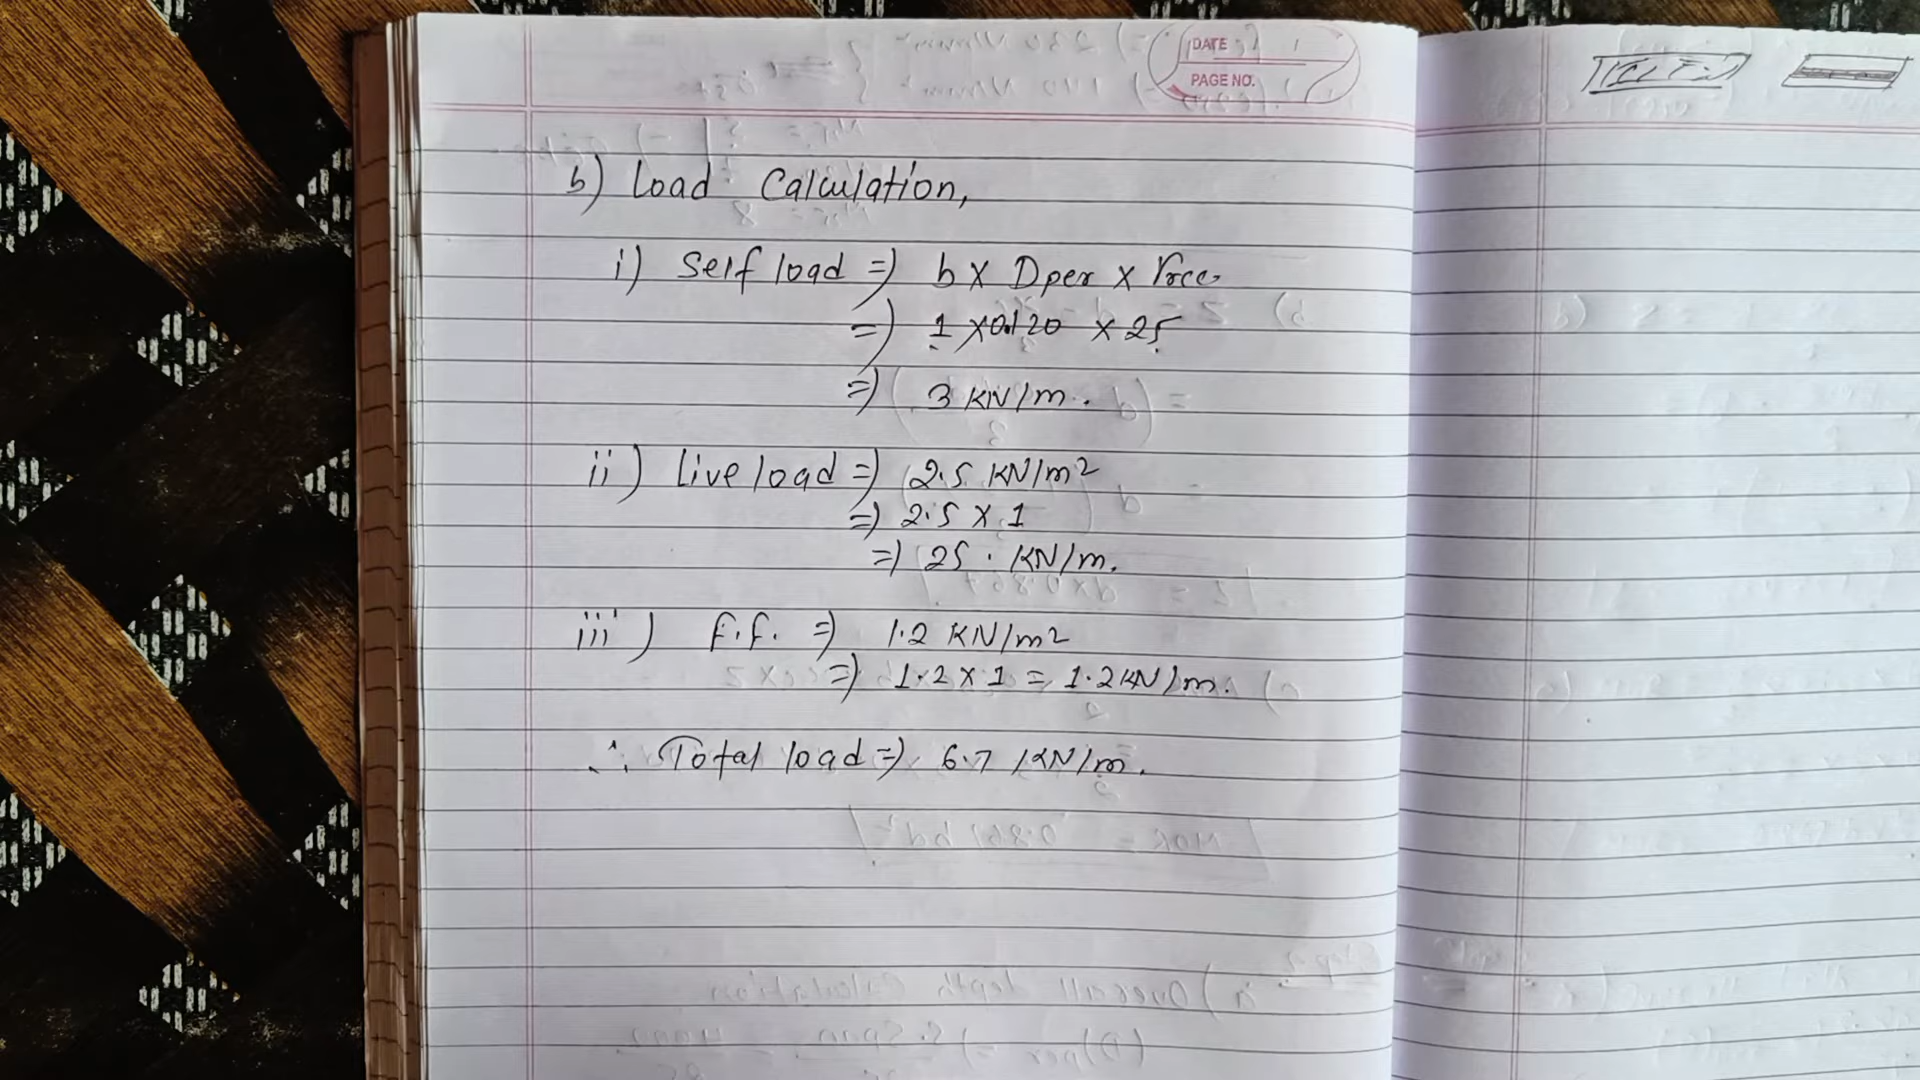 DATE
PAGE NO.
b) Load Calculation,
i) Self load => b x Dper x γrcc.
=> 1 x 0.120 x 25
=> 3 KN/m.
ii) Live load => 2.5 KN/m2
=> 2.5 x 1
=> 25 . KN/m.
iii) F.F. => 1.2 KN/m2
=> 1.2 x 1 = 1.2 KN/m.
∴ Total load => 6.7 KN/m.